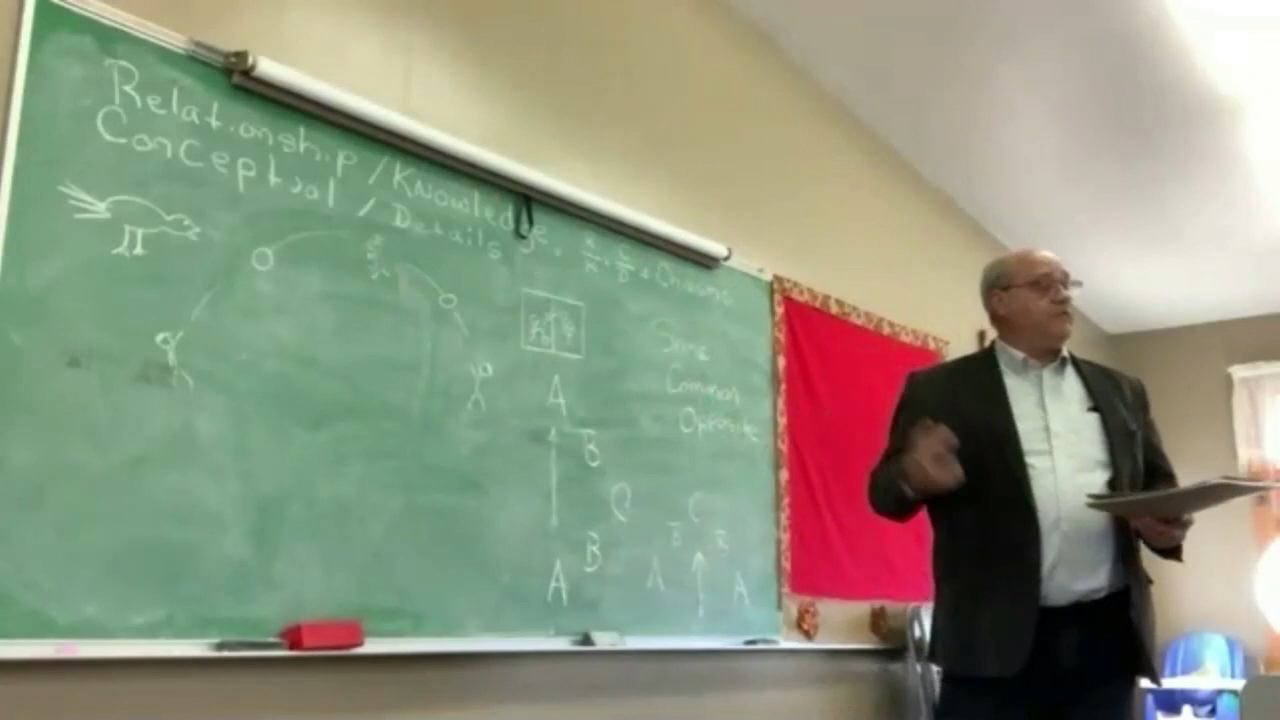 Relationship / Knowledge
Conceptual / Details
Same
Common
Opposite
A
B
C
B
A
A
A